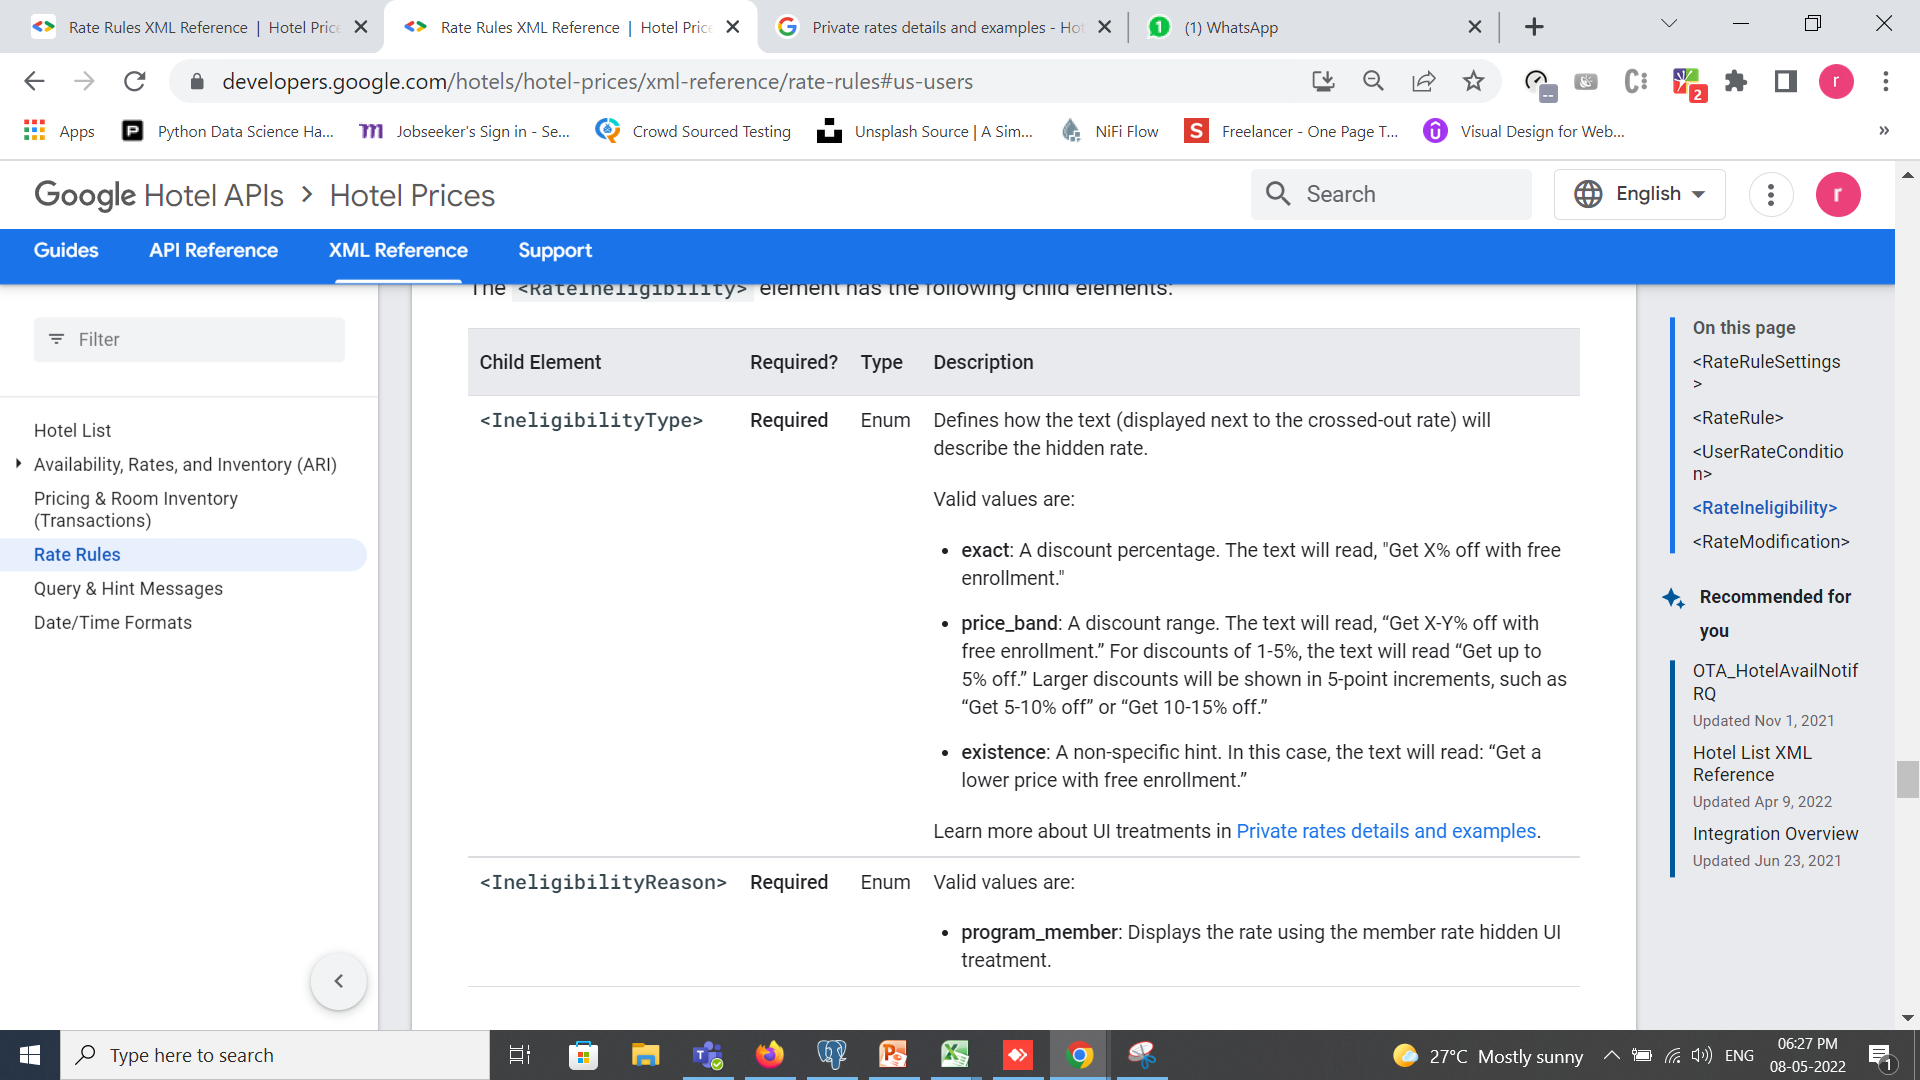 Rate Rules XML Reference | Hotel Price
Rate Rules XML Reference | Hotel Price
Private rates details and examples - Hot
(1) WhatsApp
developers.google.com/hotels/hotel-prices/xml-reference/rate-rules#us-users
2
r
Apps
Python Data Science Ha...
Jobseeker's Sign in - Se...
Crowd Sourced Testing
Unsplash Source | A Sim...
NiFi Flow
Freelancer - One Page T...
Visual Design for Web...
»
Google Hotel APIs > Hotel Prices
Search
English
r
Guides
API Reference
XML Reference
Support
The <RateIneligibility> element has the following child elements:
Filter
Hotel List
Availability, Rates, and Inventory (ARI)
Pricing & Room Inventory
(Transactions)
Rate Rules
Query & Hint Messages
Date/Time Formats
Child Element Required? Type Description
<IneligibilityType> Required Enum Defines how the text (displayed next to the crossed-out rate) will
describe the hidden rate.
Valid values are:
• exact: A discount percentage. The text will read, "Get X% off with free
enrollment."
• price_band: A discount range. The text will read, “Get X-Y% off with
free enrollment.” For discounts of 1-5%, the text will read “Get up to
5% off.” Larger discounts will be shown in 5-point increments, such as
“Get 5-10% off” or “Get 10-15% off.”
• existence: A non-specific hint. In this case, the text will read: “Get a
lower price with free enrollment.”
Learn more about UI treatments in Private rates details and examples.
<IneligibilityReason> Required Enum Valid values are:
• program_member: Displays the rate using the member rate hidden UI
treatment.
On this page
<RateRuleSettings
>
<RateRule>
<UserRateConditio
n>
<RateIneligibility>
<RateModification>
Recommended for
you
OTA_HotelAvailNotif
RQ
Updated Nov 1, 2021
Hotel List XML
Reference
Updated Apr 9, 2022
Integration Overview
Updated Jun 23, 2021
Type here to search
27°C Mostly sunny
ENG
06:27 PM
08-05-2022
1